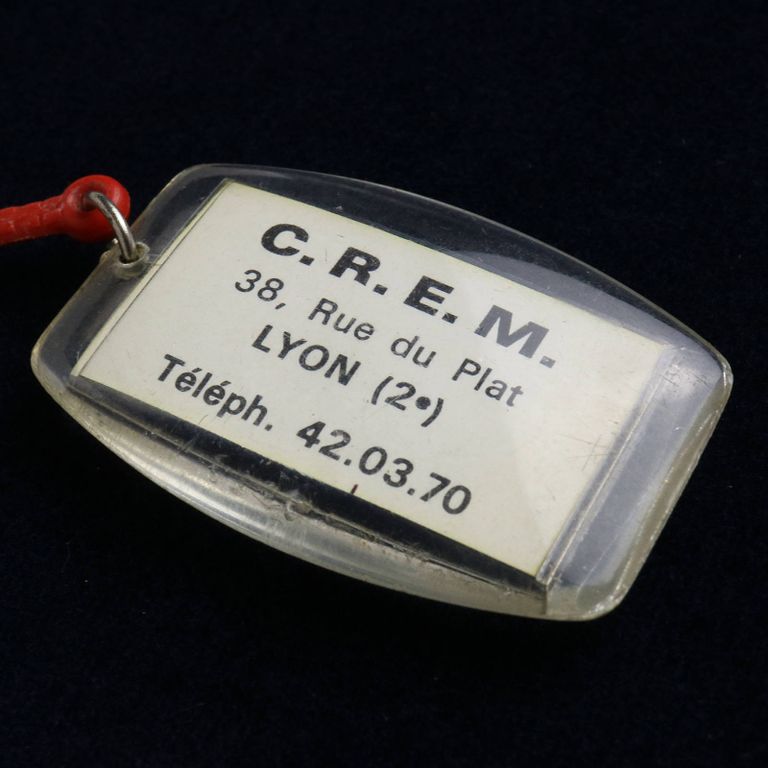 C.R.E.M.
38, Rue du Plat
LYON (2e)
Téléph. 42.03.70